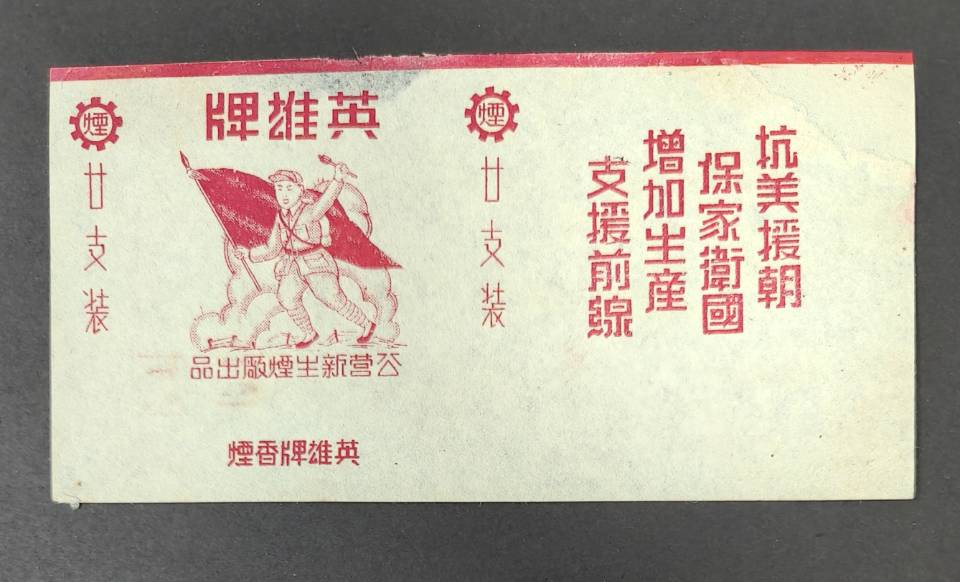 煙
廿支装
英雄牌
公营新生煙廠出品
英雄牌香煙
煙
廿支装
抗美援朝
保家衛國
增加生産
支援前線